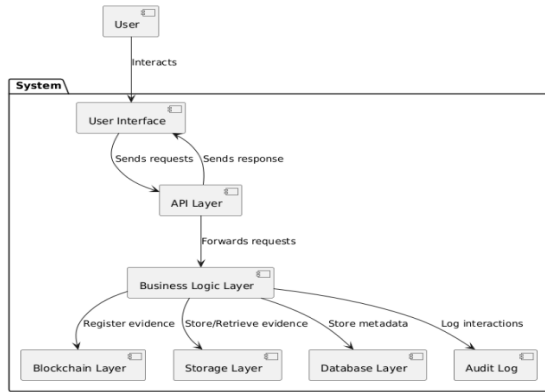 User
Interacts
System
User Interface
Sends requests
Sends response
API Layer
Forwards requests
Business Logic Layer
Register evidence
Store/Retrieve evidence
Store metadata
Log interactions
Blockchain Layer
Storage Layer
Database Layer
Audit Log